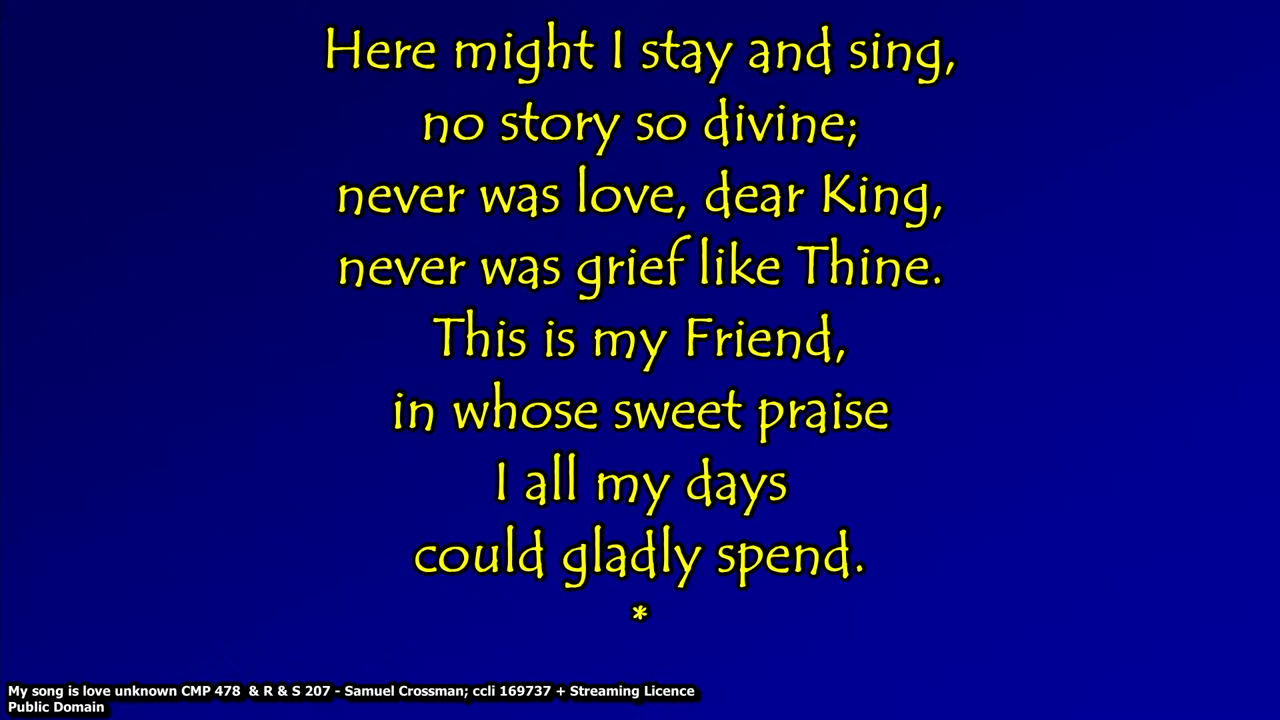 Here might I stay and sing,
no story so divine;
never was love, dear King,
never was grief like Thine.
This is my Friend,
in whose sweet praise
I all my days
could gladly spend.
*
My song is love unknown CMP 478  & R & S 207 - Samuel Crossman; ccli 169737 + Streaming Licence
Public Domain